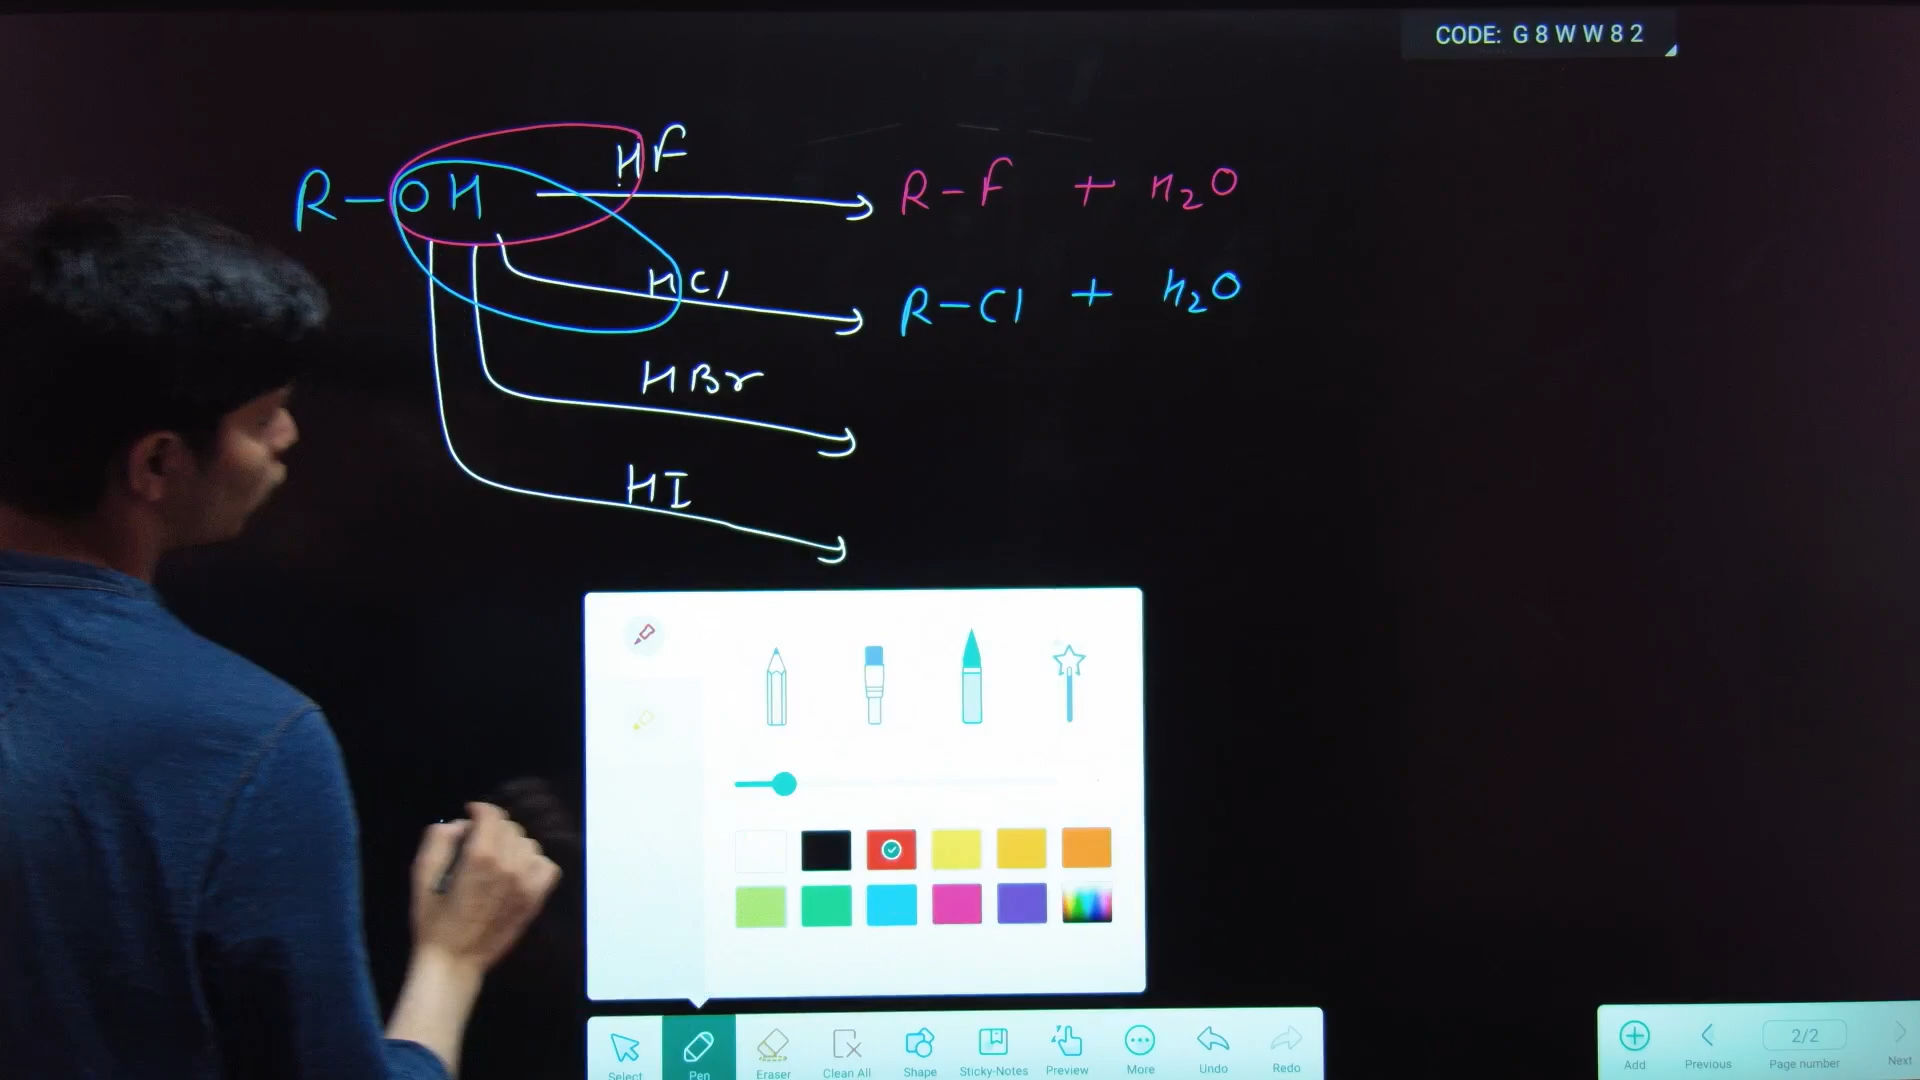 CODE: G8WW82
HF
R-OH → R-F + H2O
HCl
→ R-Cl + H2O
HBr
→
HI
→
Select Pen Eraser Clean All Shape Sticky-Notes Preview More Undo Redo
Add Previous 2/2 Page number Next